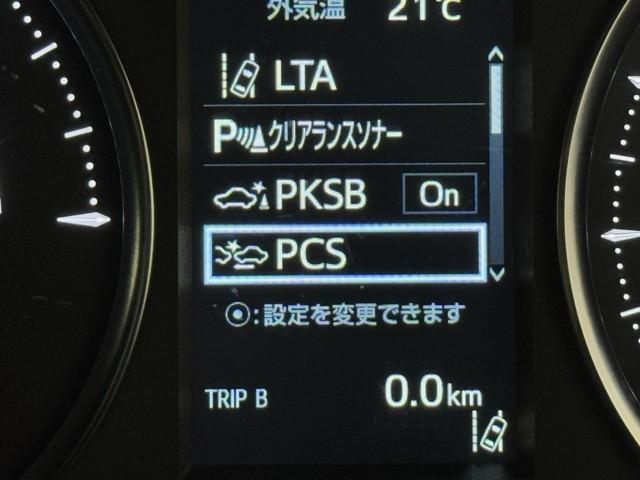 外気温 21℃
LTA
P クリアランスソナー
PKSB On
PCS
⦿:設定を変更できます
TRIP B 0.0km